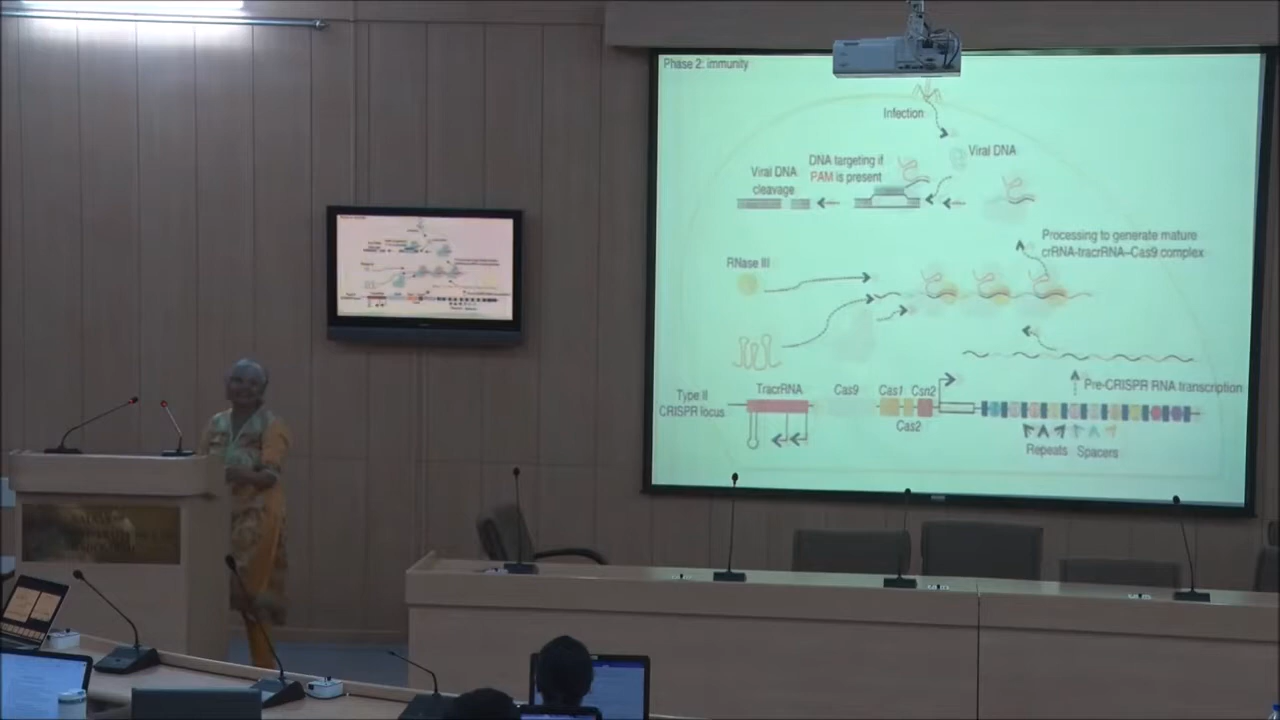 Phase 2: immunity
Infection
Viral DNA
DNA targeting if
PAM is present
Viral DNA
cleavage
Processing to generate mature
crRNA-tracrRNA–Cas9 complex
RNase III
Pre-CRISPR RNA transcription
Type II
CRISPR locus
TracrRNA
Cas9
Cas1
Csn2
Cas2
Repeats
Spacers